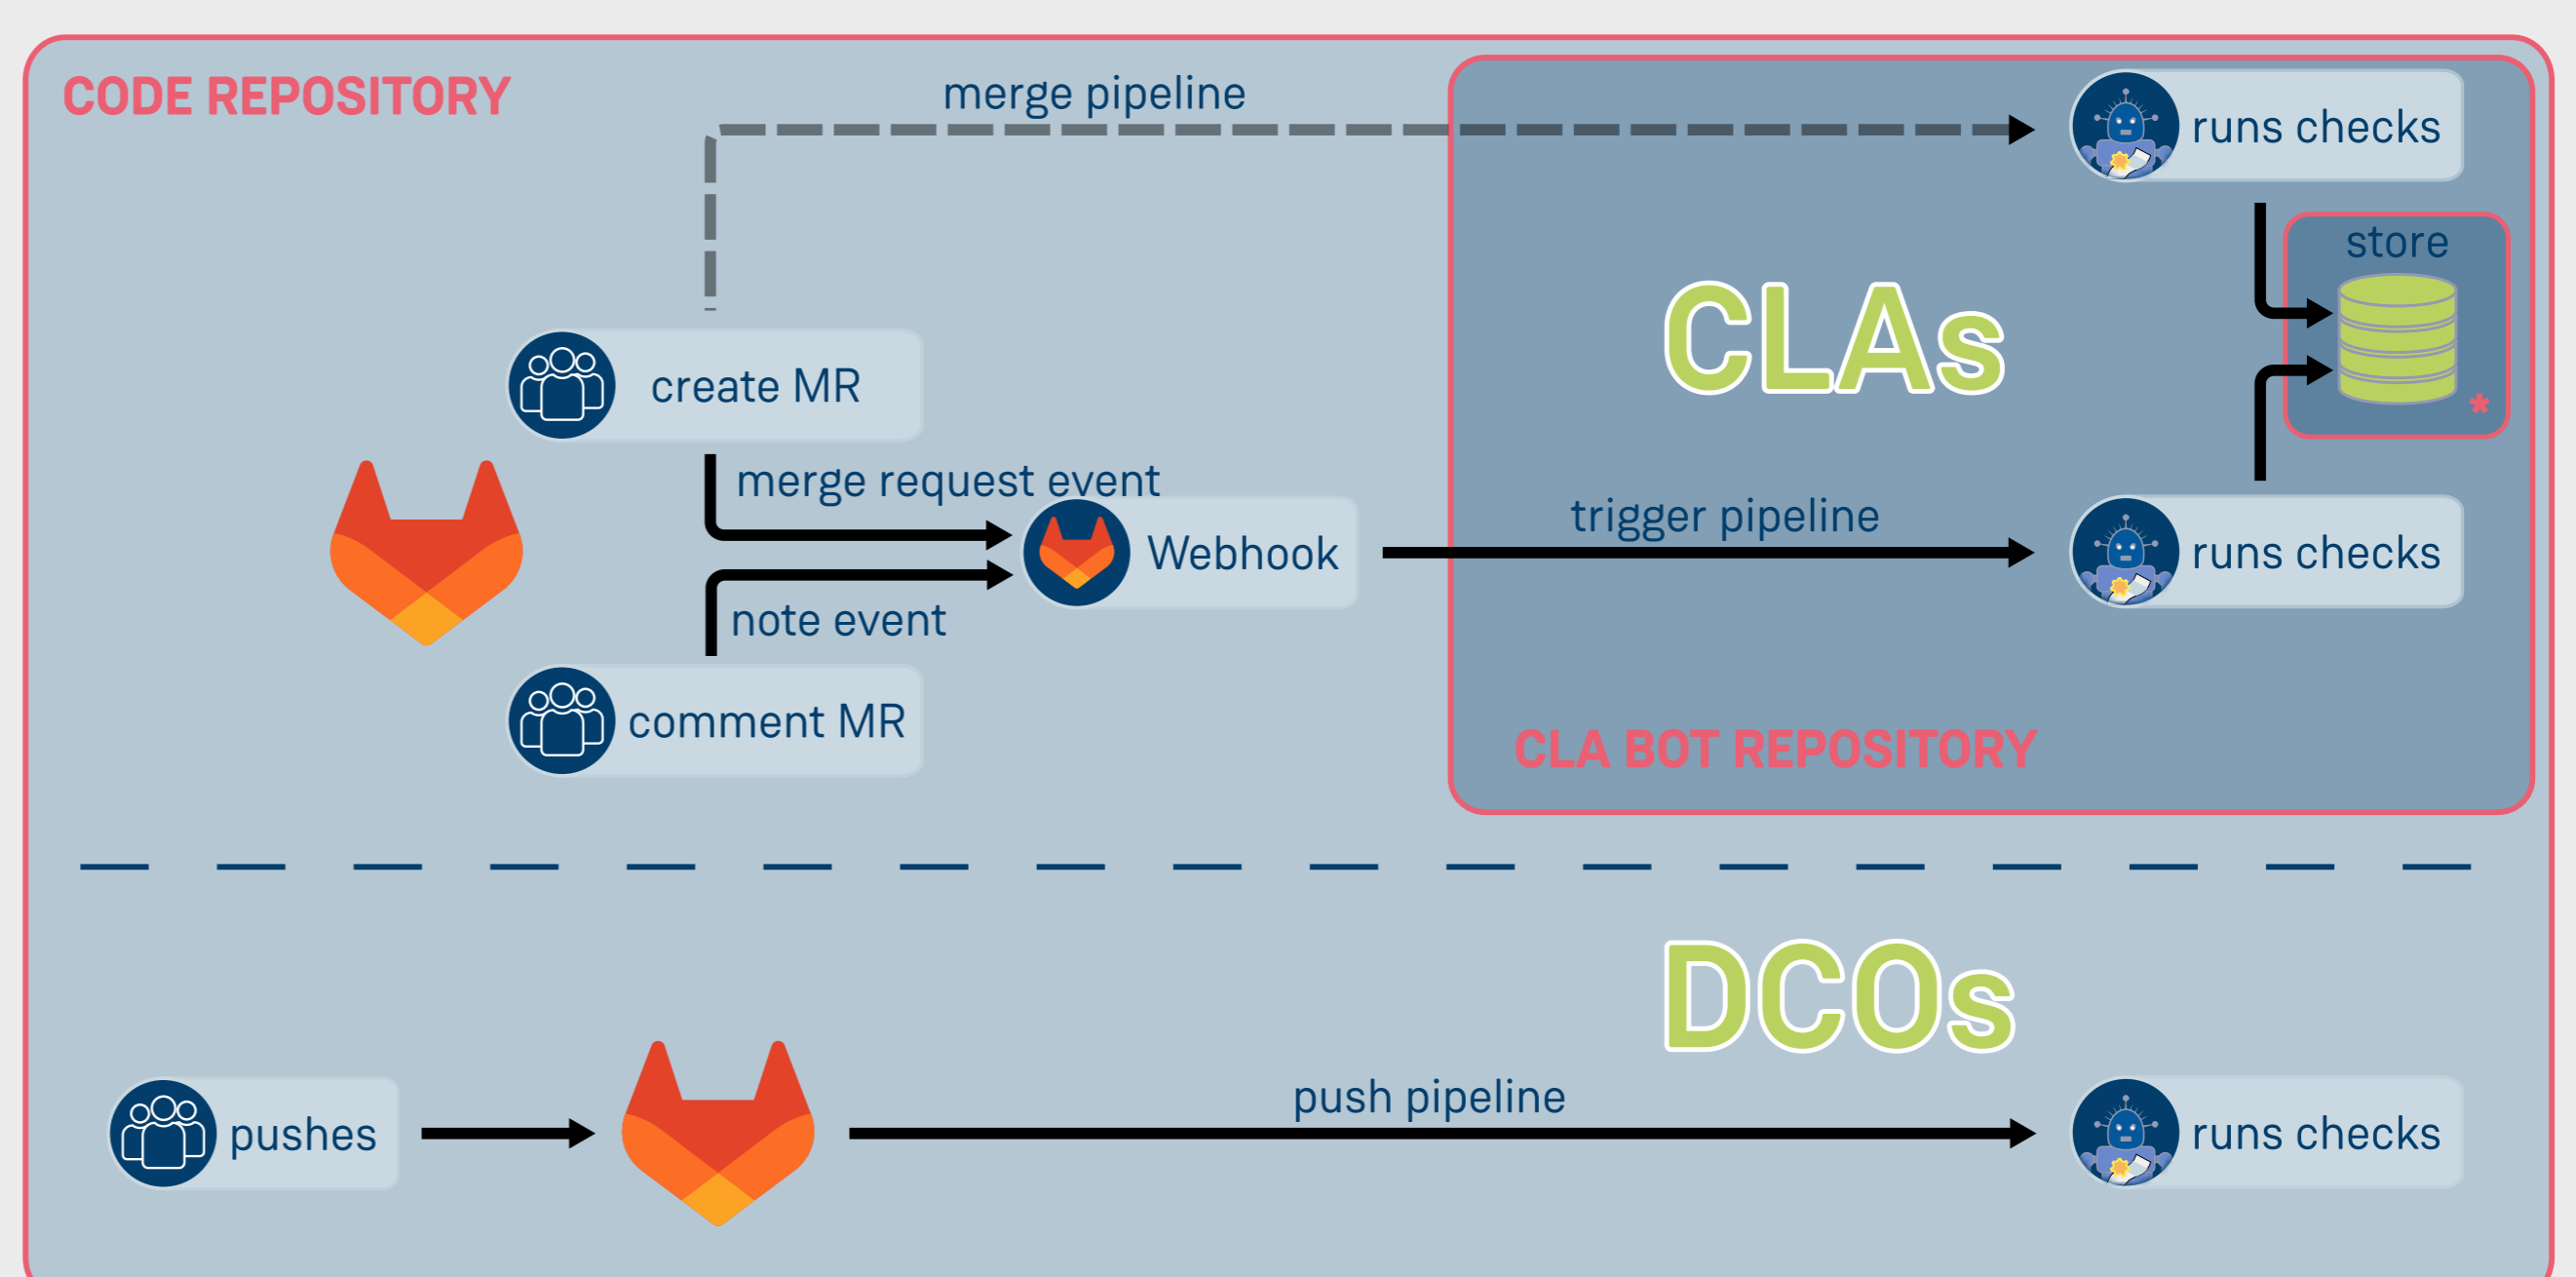 CODE REPOSITORY
merge pipeline
runs checks
store
CLAs
create MR
merge request event
*
Webhook
trigger pipeline
runs checks
note event
comment MR
CLA BOT REPOSITORY
DCOs
pushes
push pipeline
runs checks